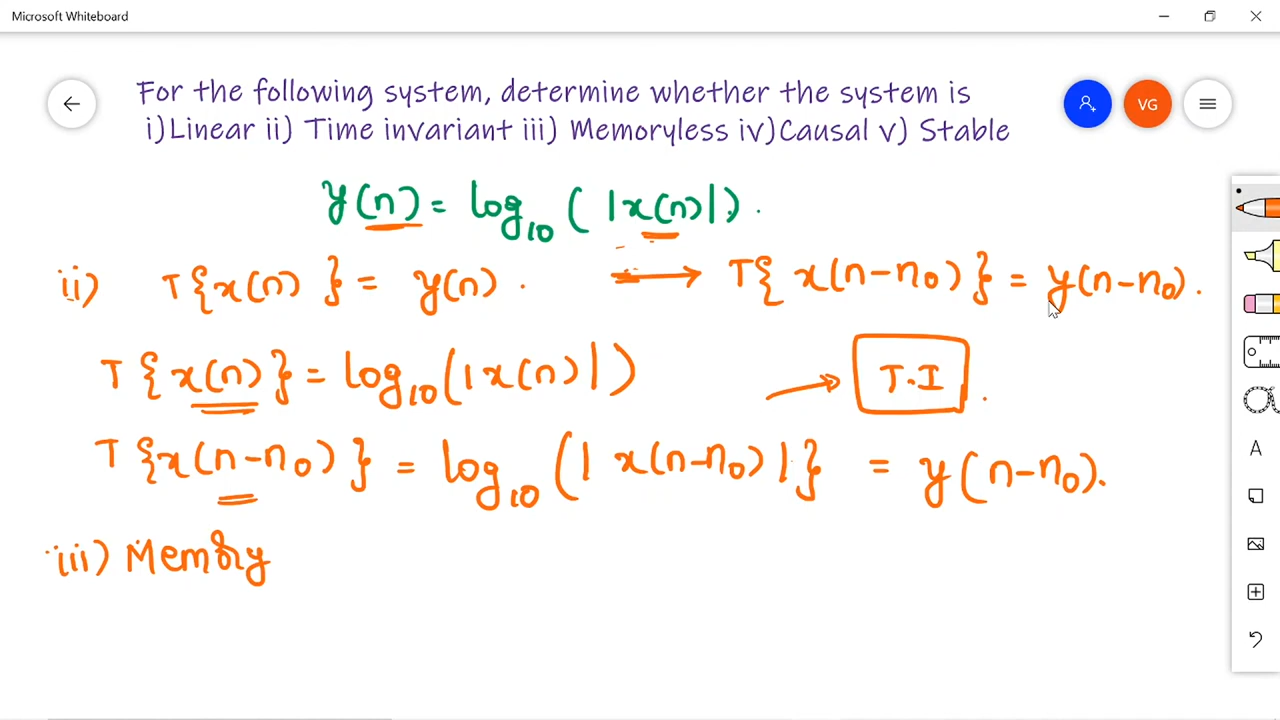 Microsoft Whiteboard
For the following system, determine whether the system is
i)Linear ii) Time invariant iii) Memoryless iv)Causal v) Stable
VG
y(n) = log10 ( |x(n)|) .
ii) T{x(n) } = y(n) . → T{ x(n-n0) } = y(n-n0) .
T {x(n)} = log10(|x(n)|) → T.I .
T {x(n-n0) } = log10 (| x(n-n0) |} = y(n-n0).
iii) Memory
A